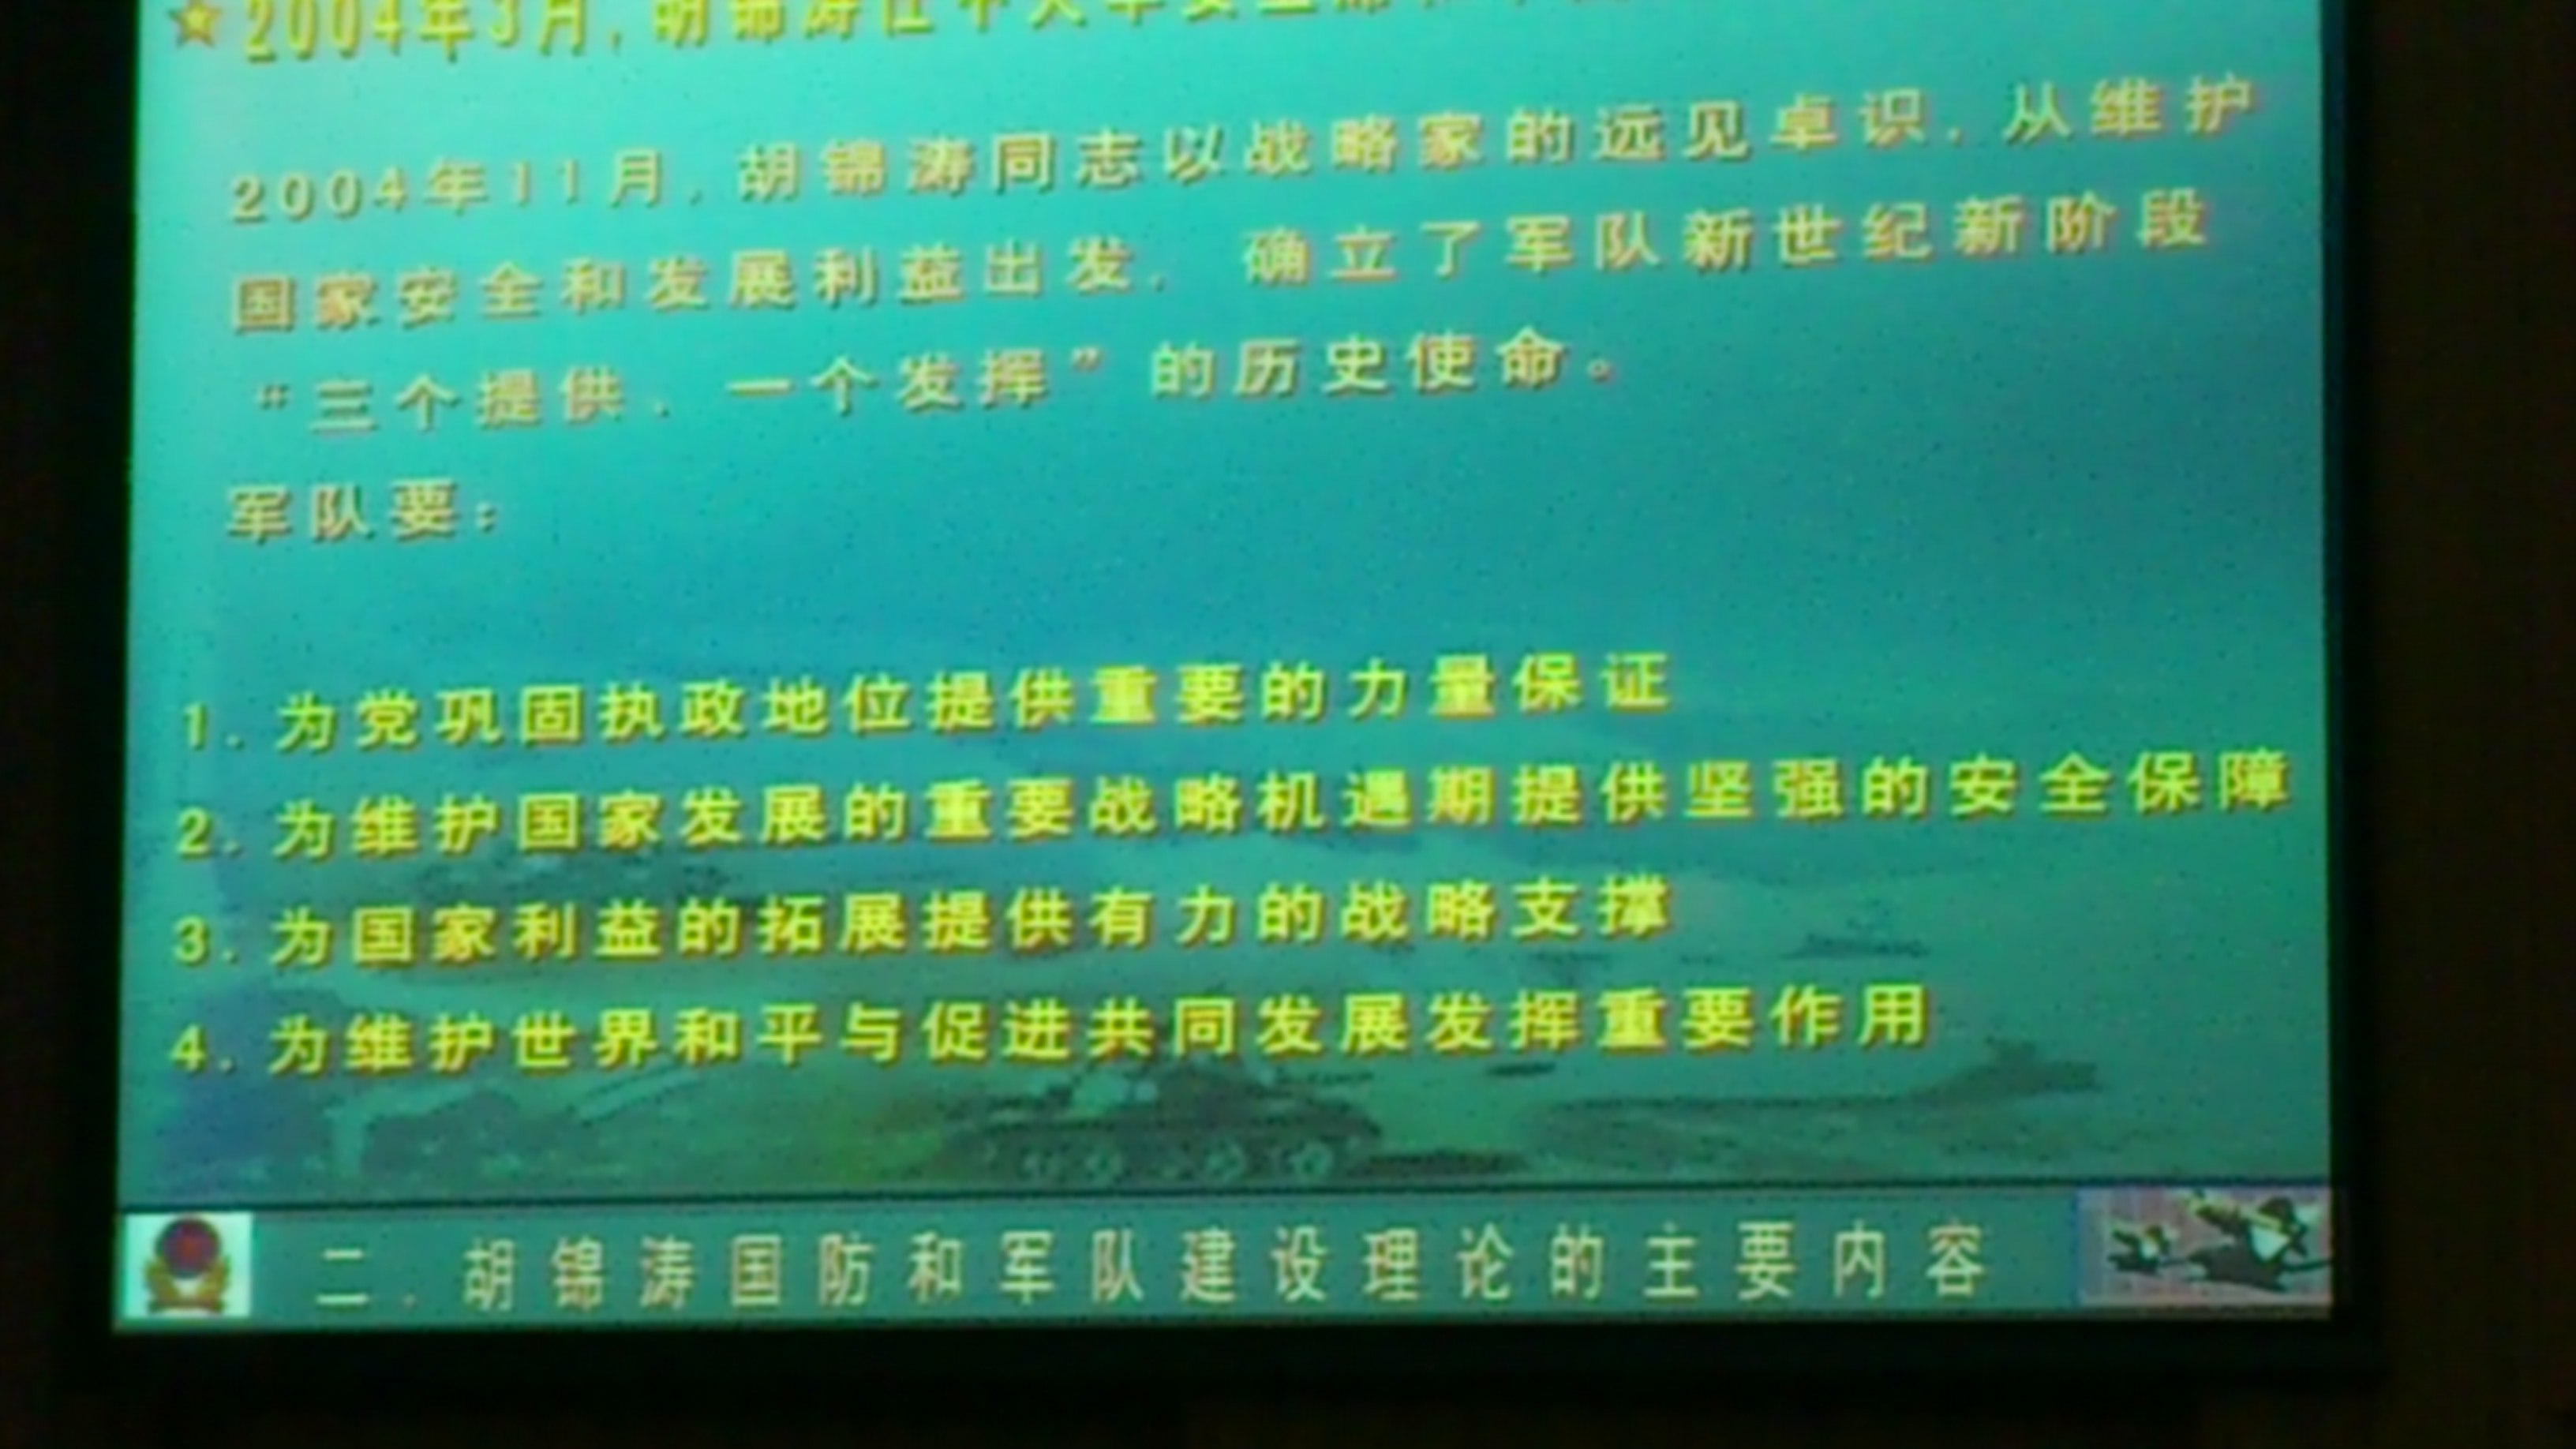 2004年3月,胡锦涛在十
2004年11月,胡锦涛同志以战略家的远见卓识,从维护
国家安全和发展利益出发, 确立了军队新世纪新阶段
“三个提供、一个发挥”的历史使命。
军队要:
1.为党巩固执政地位提供重要的力量保证
2.为维护国家发展的重要战略机遇期提供坚强的安全保障
3.为国家利益的拓展提供有力的战略支撑
4.为维护世界和平与促进共同发展发挥重要作用
二.胡锦涛国防和军队建设理论的主要内容